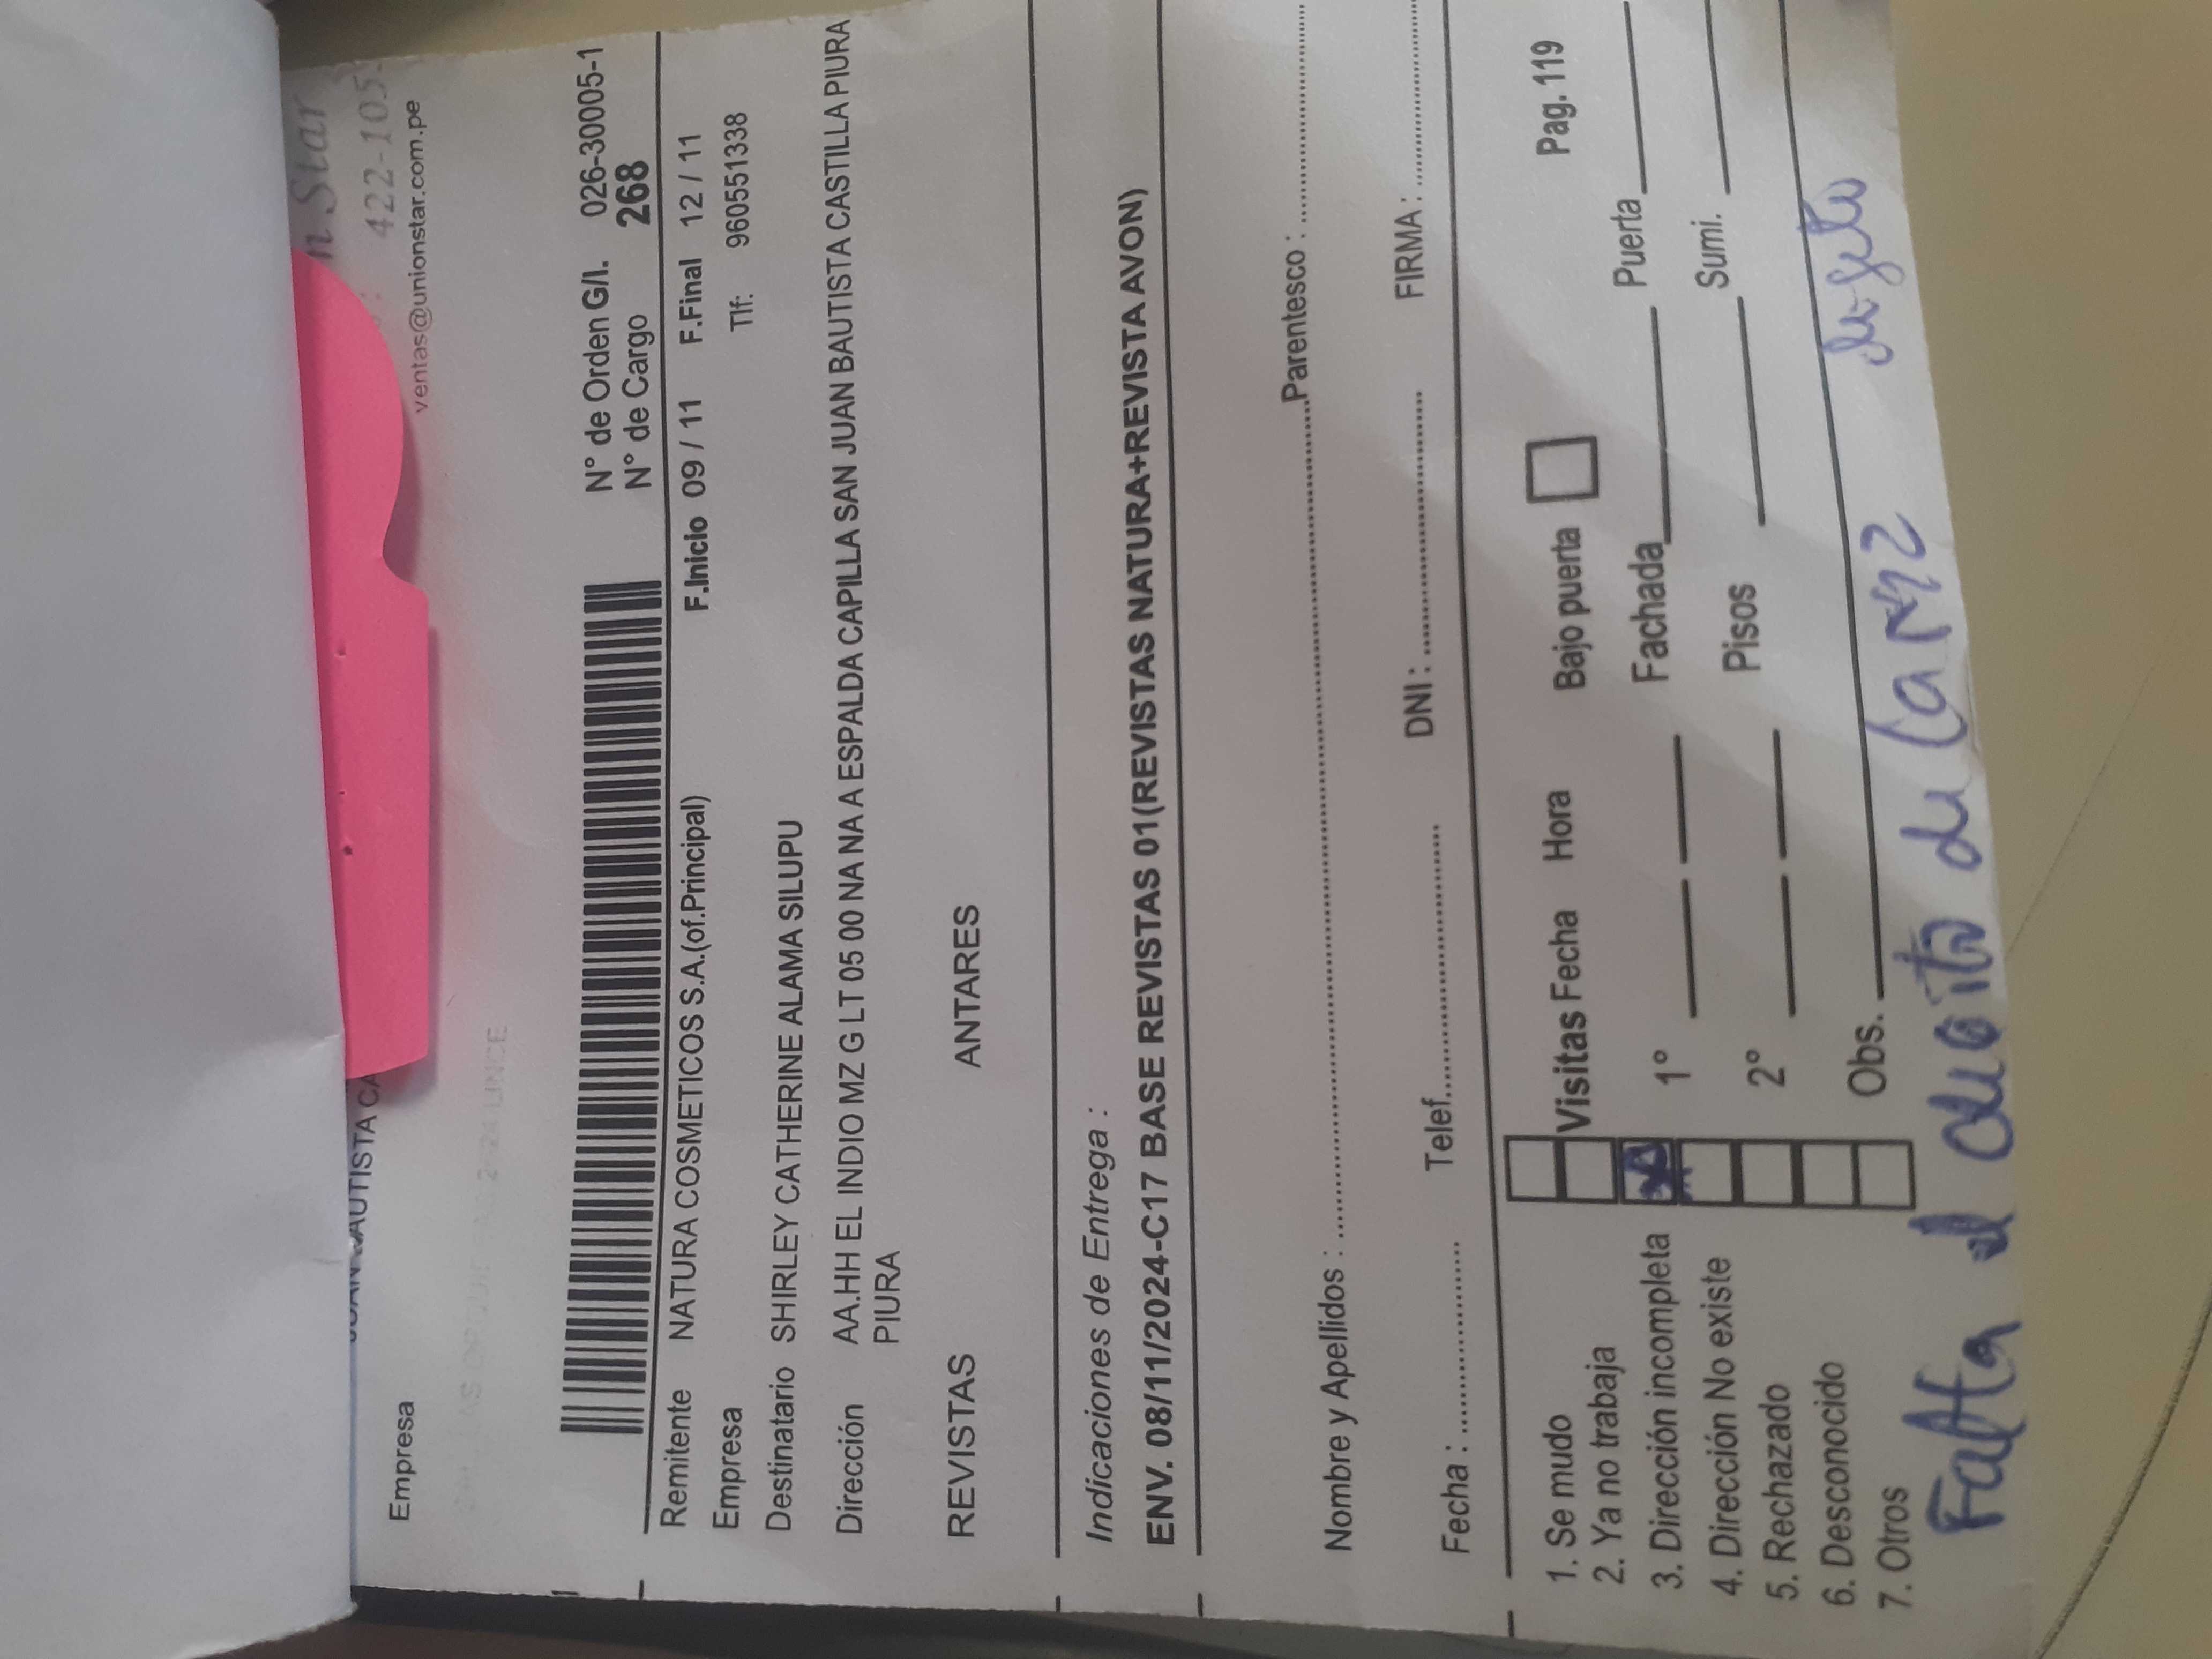 n Star
: 422-105
ventas@unionstar.com.pe
AUTISTA CA
Empresa
N° de Orden G/I. 026-30005-1
N° de Cargo 268
Remitente NATURA COSMETICOS S.A.(of.Principal) F.Inicio 09 / 11 F.Final 12 / 11
Empresa Tlf: 960551338
Destinatario SHIRLEY CATHERINE ALAMA SILUPU
Dirección AA.HH EL INDIO MZ G LT 05 00 NA NA A ESPALDA CAPILLA SAN JUAN BAUTISTA CASTILLA PIURA
PIURA
REVISTAS ANTARES
Indicaciones de Entrega :
ENV. 08/11/2024-C17 BASE REVISTAS 01(REVISTAS NATURA+REVISTA AVON)
Nombre y Apellidos : Parentesco :
Fecha : Telef. DNI : FIRMA :
1. Se mudo
2. Ya no trabaja
3. Dirección incompleta
4. Dirección No existe
5. Rechazado
6. Desconocido
7. Otros
Visitas Fecha Hora Bajo puerta Pag.119
1° Fachada Puerta
2° Pisos Sumi.
Obs.
Falta el de la MZ